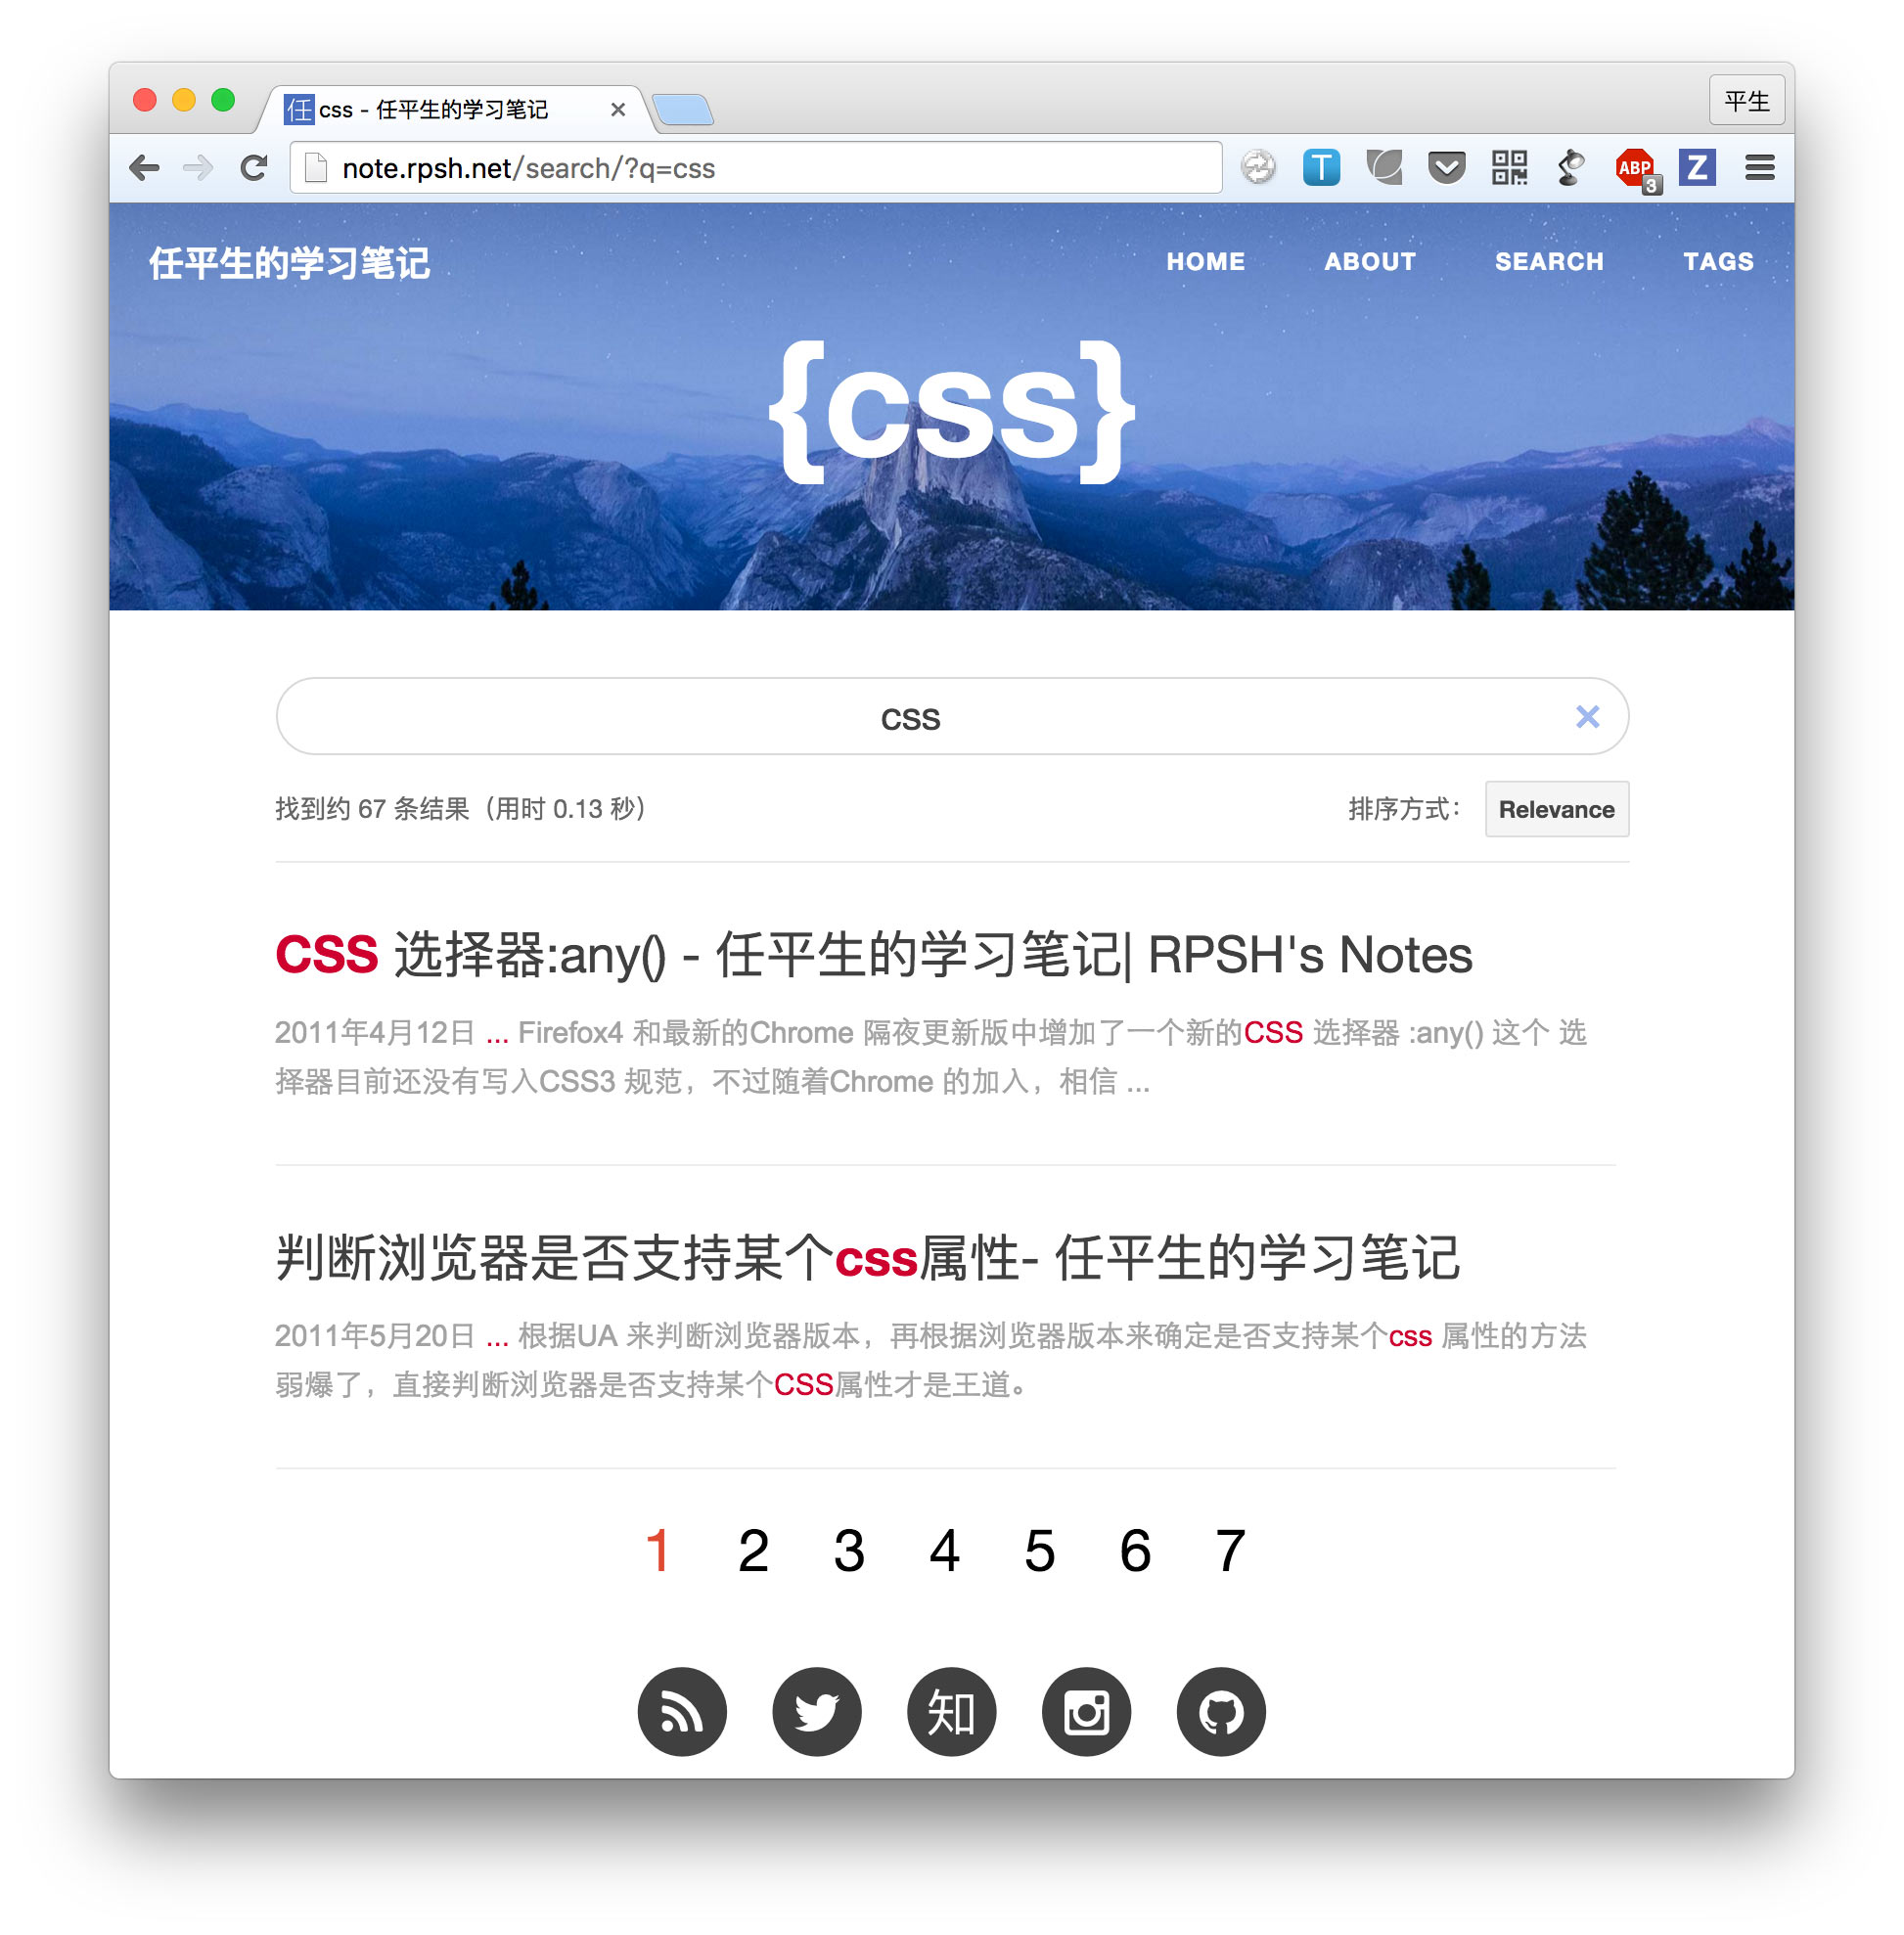 任 css - 任平生的学习笔记
平生
note.rpsh.net/search/?q=css
T
ABP
3
Z
任平生的学习笔记
HOME ABOUT SEARCH TAGS
{css}
css
找到约 67 条结果（用时 0.13 秒）
排序方式： Relevance
CSS 选择器:any() - 任平生的学习笔记| RPSH's Notes
2011年4月12日 ... Firefox4 和最新的Chrome 隔夜更新版中增加了一个新的CSS 选择器 :any() 这个 选
择器目前还没有写入CSS3 规范，不过随着Chrome 的加入，相信 ...
判断浏览器是否支持某个css属性- 任平生的学习笔记
2011年5月20日 ... 根据UA 来判断浏览器版本，再根据浏览器版本来确定是否支持某个css 属性的方法
弱爆了，直接判断浏览器是否支持某个CSS属性才是王道。
1 2 3 4 5 6 7
知